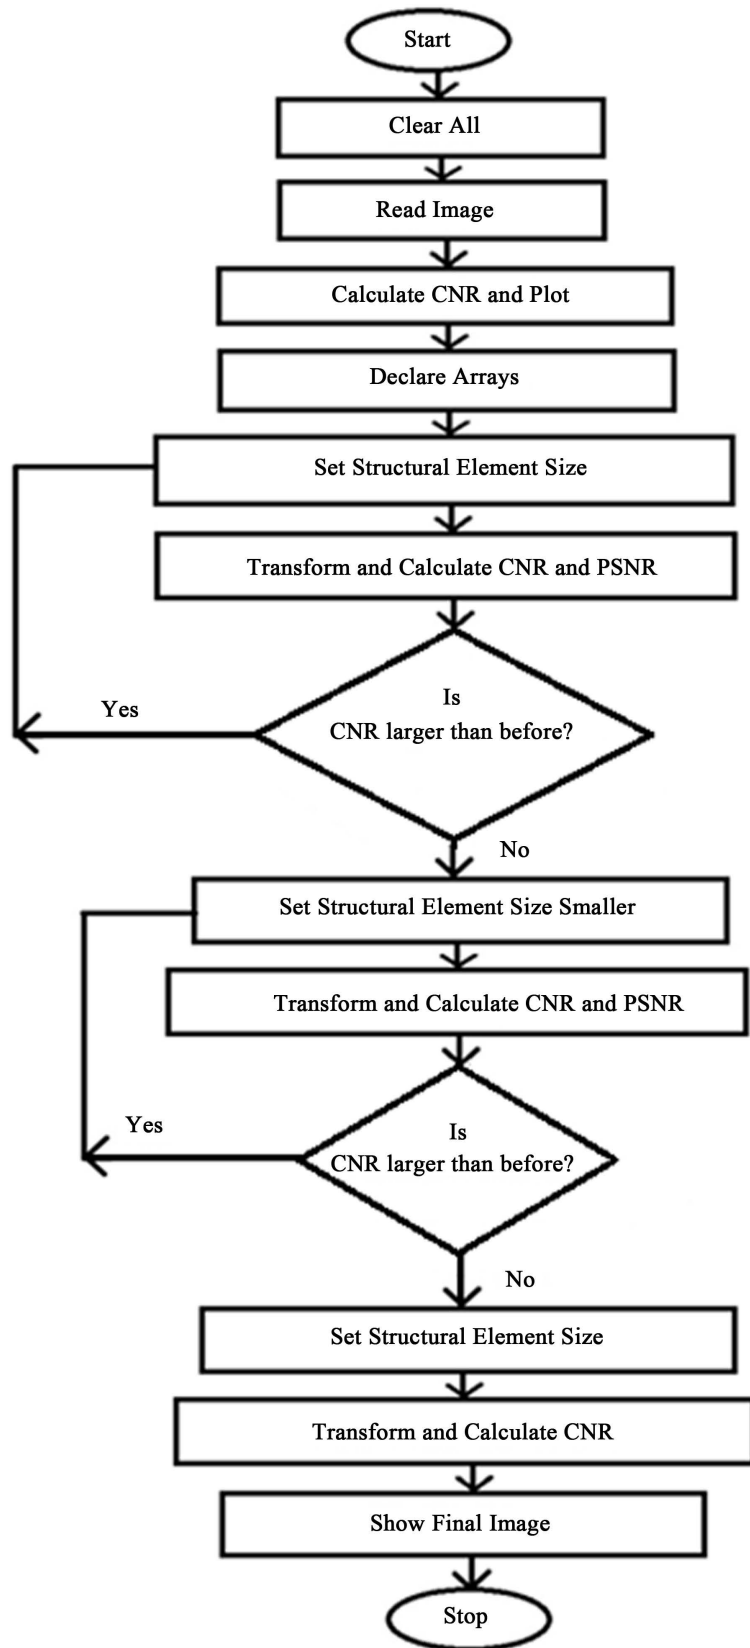 Start
Clear All
Read Image
Calculate CNR and Plot
Declare Arrays
Set Structural Element Size
Transform and Calculate CNR and PSNR
Is
CNR larger than before?
Yes
No
Set Structural Element Size Smaller
Transform and Calculate CNR and PSNR
Is
CNR larger than before?
Yes
No
Set Structural Element Size
Transform and Calculate CNR
Show Final Image
Stop